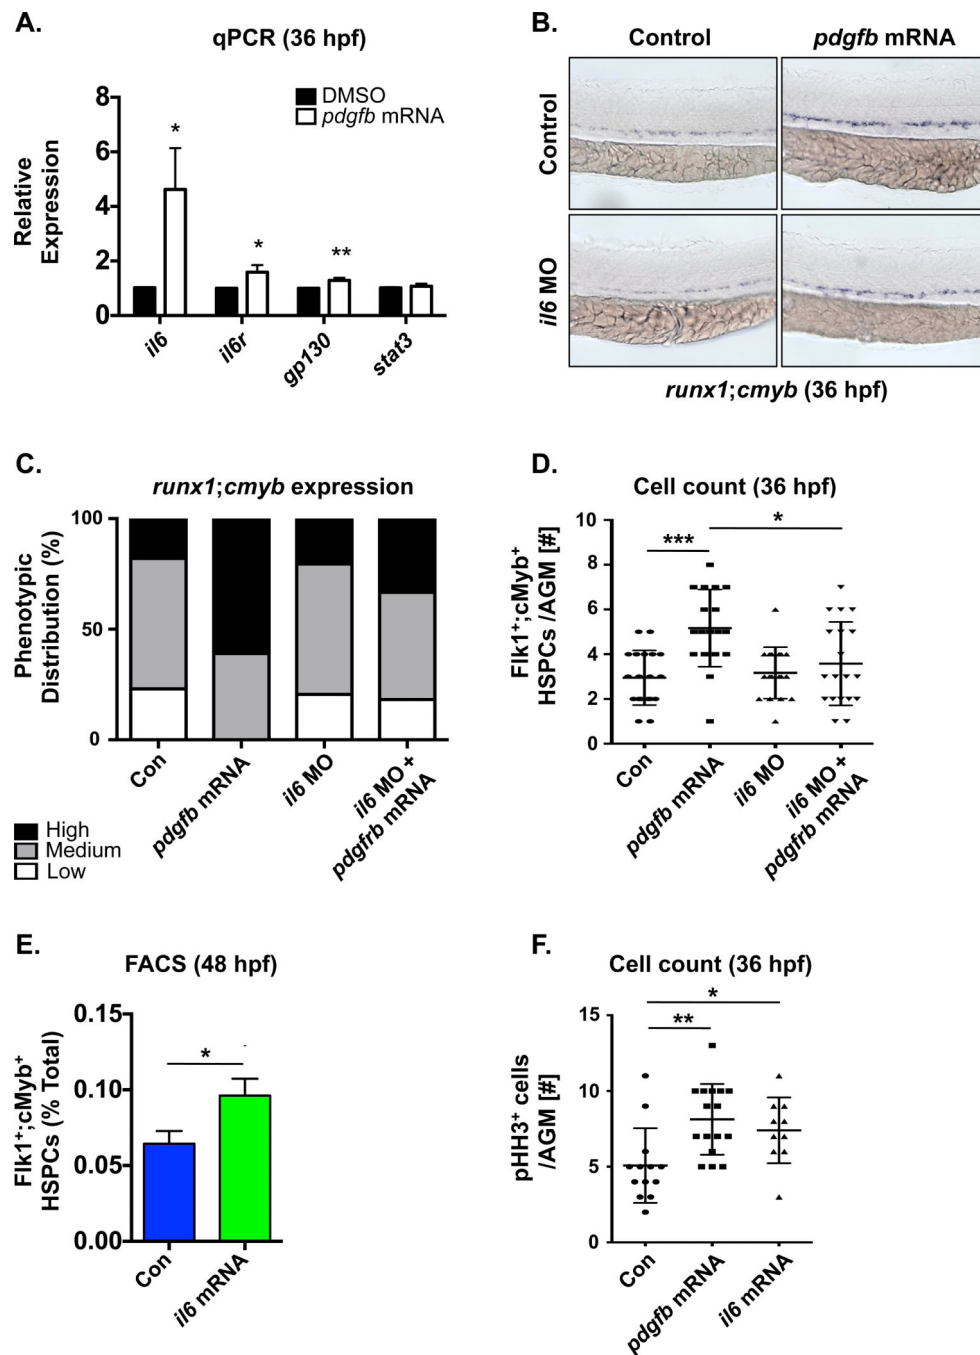 A.
qPCR (36 hpf)
Relative
Expression
8
6
4
2
0
DMSO
pdgfb mRNA
*
*
**
il6
il6r
gp130
stat3
B.
Control
pdgfb mRNA
Control
il6 MO
runx1;cmyb (36 hpf)
C.
runx1;cmyb expression
Phenotypic
Distribution (%)
100
50
0
Con
pdgfb mRNA
il6 MO
il6 MO +
pdgfrb mRNA
High
Medium
Low
D.
Cell count (36 hpf)
Flk1+;cMyb+
HSPCs /AGM [#]
10
8
6
4
2
0
***
*
Con
pdgfb mRNA
il6 MO
il6 MO +
pdgfrb mRNA
E.
FACS (48 hpf)
Flk1+;cMyb+
HSPCs (% Total)
0.15
0.10
0.05
0.00
*
Con
il6 mRNA
F.
Cell count (36 hpf)
pHH3+ cells
/AGM [#]
15
10
5
0
*
**
Con
pdgfb mRNA
il6 mRNA